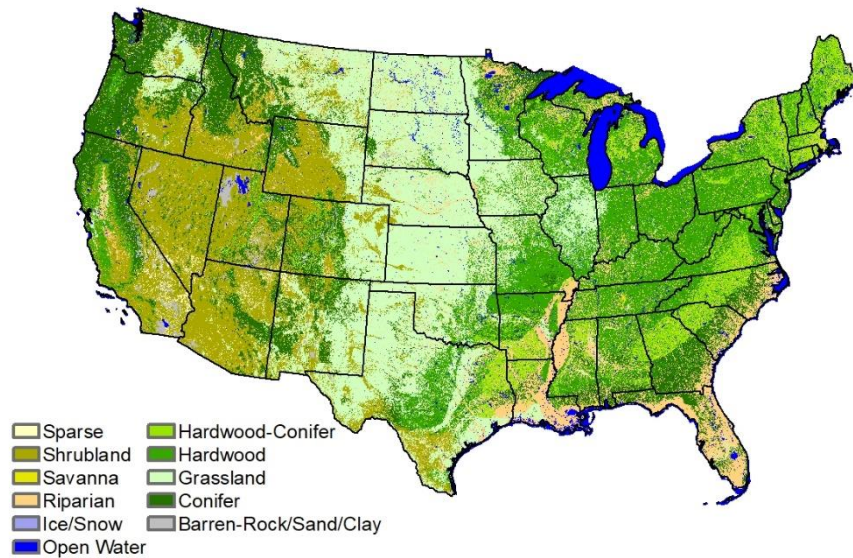 Sparse
Shrubland
Savanna
Riparian
Ice/Snow
Open Water
Hardwood-Conifer
Hardwood
Grassland
Conifer
Barren-Rock/Sand/Clay